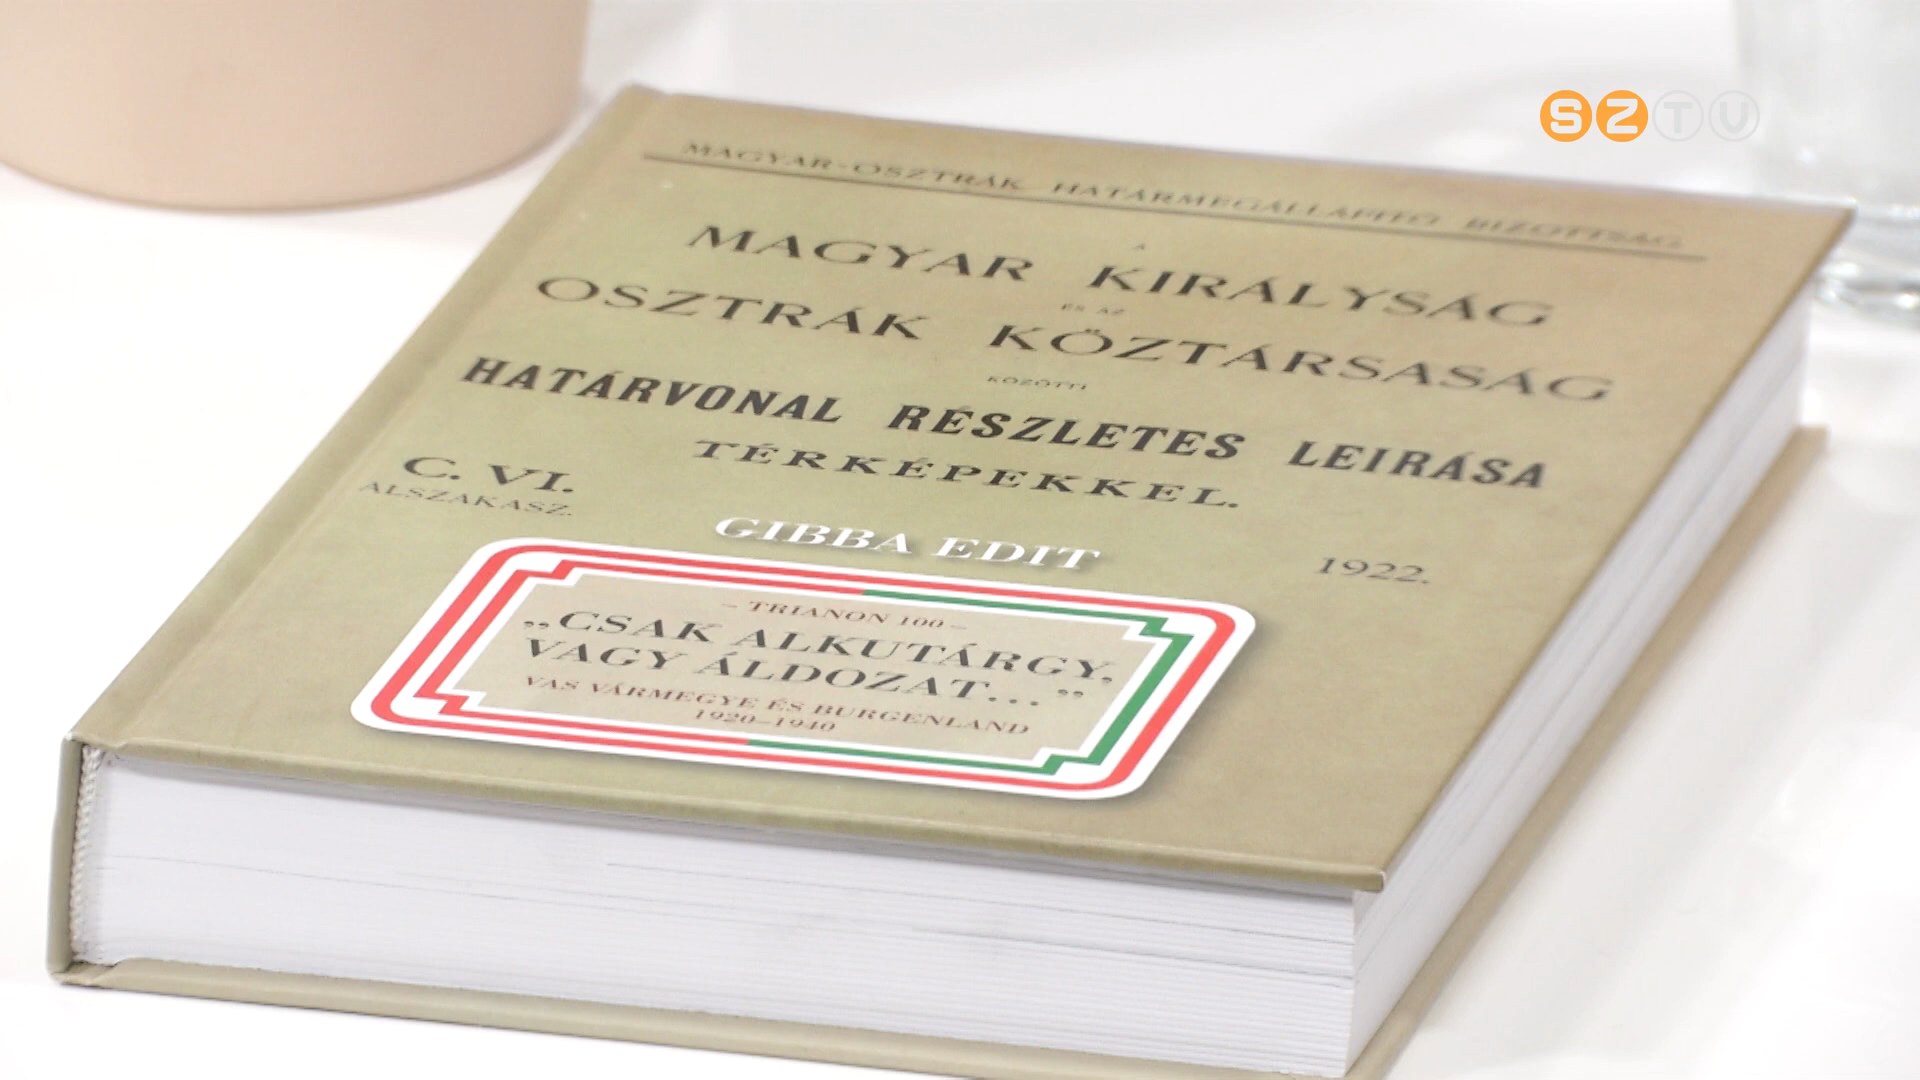 SZTV
MAGYAR-OSZTRÁK HATÁRMEGÁLLAPITÓ BIZOTTSÁG
A
MAGYAR KIRÁLYSÁG
ÉS AZ
OSZTRÁK KÖZTÁRSASÁG
KÖZÖTTI
HATÁRVONAL RÉSZLETES LEIRÁSA
TÉRKÉPEKKEL.
C. VI.
ALSZAKASZ.
1922.
GIBBA EDIT
– TRIANON 100 –
„CSAK ALKUTÁRGY,
VAGY ÁLDOZAT... ”
VAS VÁRMEGYE ÉS BURGENLAND
1920–1940